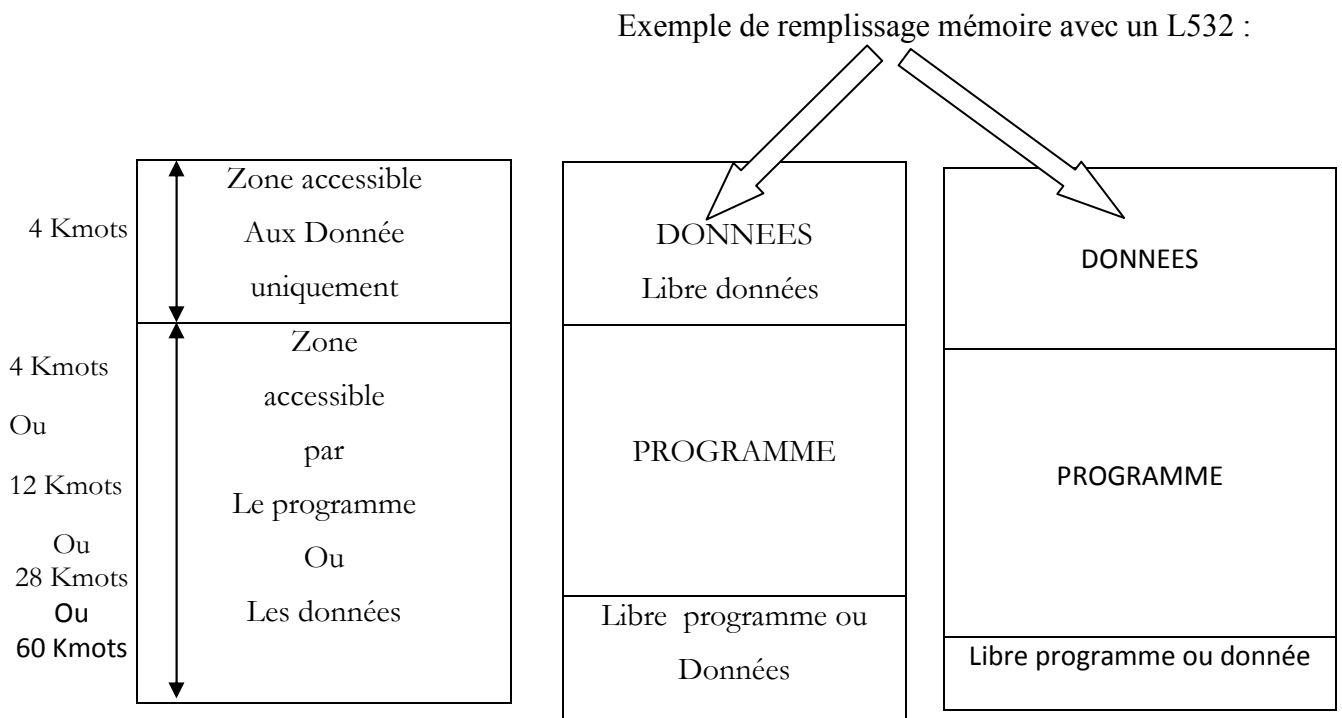 Exemple de remplissage mémoire avec un L532 :
4 Kmots
Zone accessible
Aux Donnée
uniquement
4 Kmots
Ou
12 Kmots
Ou
28 Kmots
Ou
60 Kmots
Zone
accessible
par
Le programme
Ou
Les données
DONNEES
Libre données
PROGRAMME
Libre programme ou
Données
DONNEES
PROGRAMME
Libre programme ou donnée